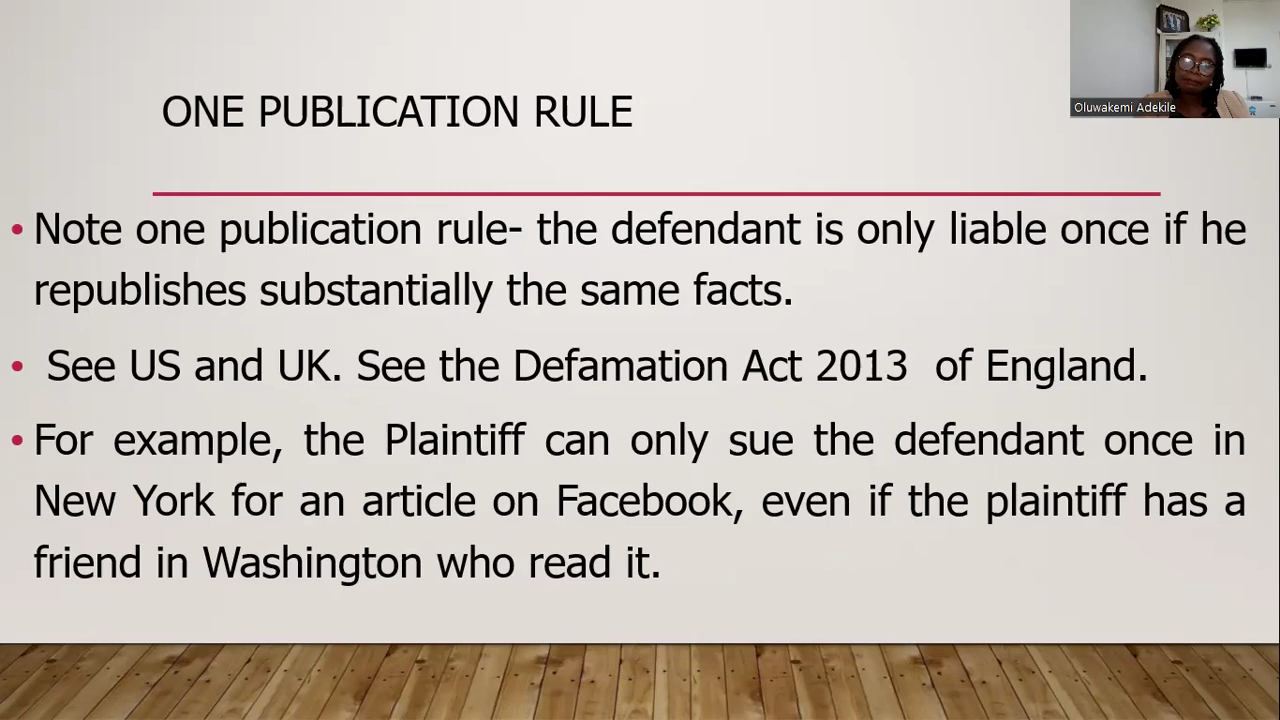 ONE PUBLICATION RULE
Oluwakemi Adekile
• Note one publication rule- the defendant is only liable once if he
republishes substantially the same facts.
• See US and UK. See the Defamation Act 2013 of England.
• For example, the Plaintiff can only sue the defendant once in
New York for an article on Facebook, even if the plaintiff has a
friend in Washington who read it.